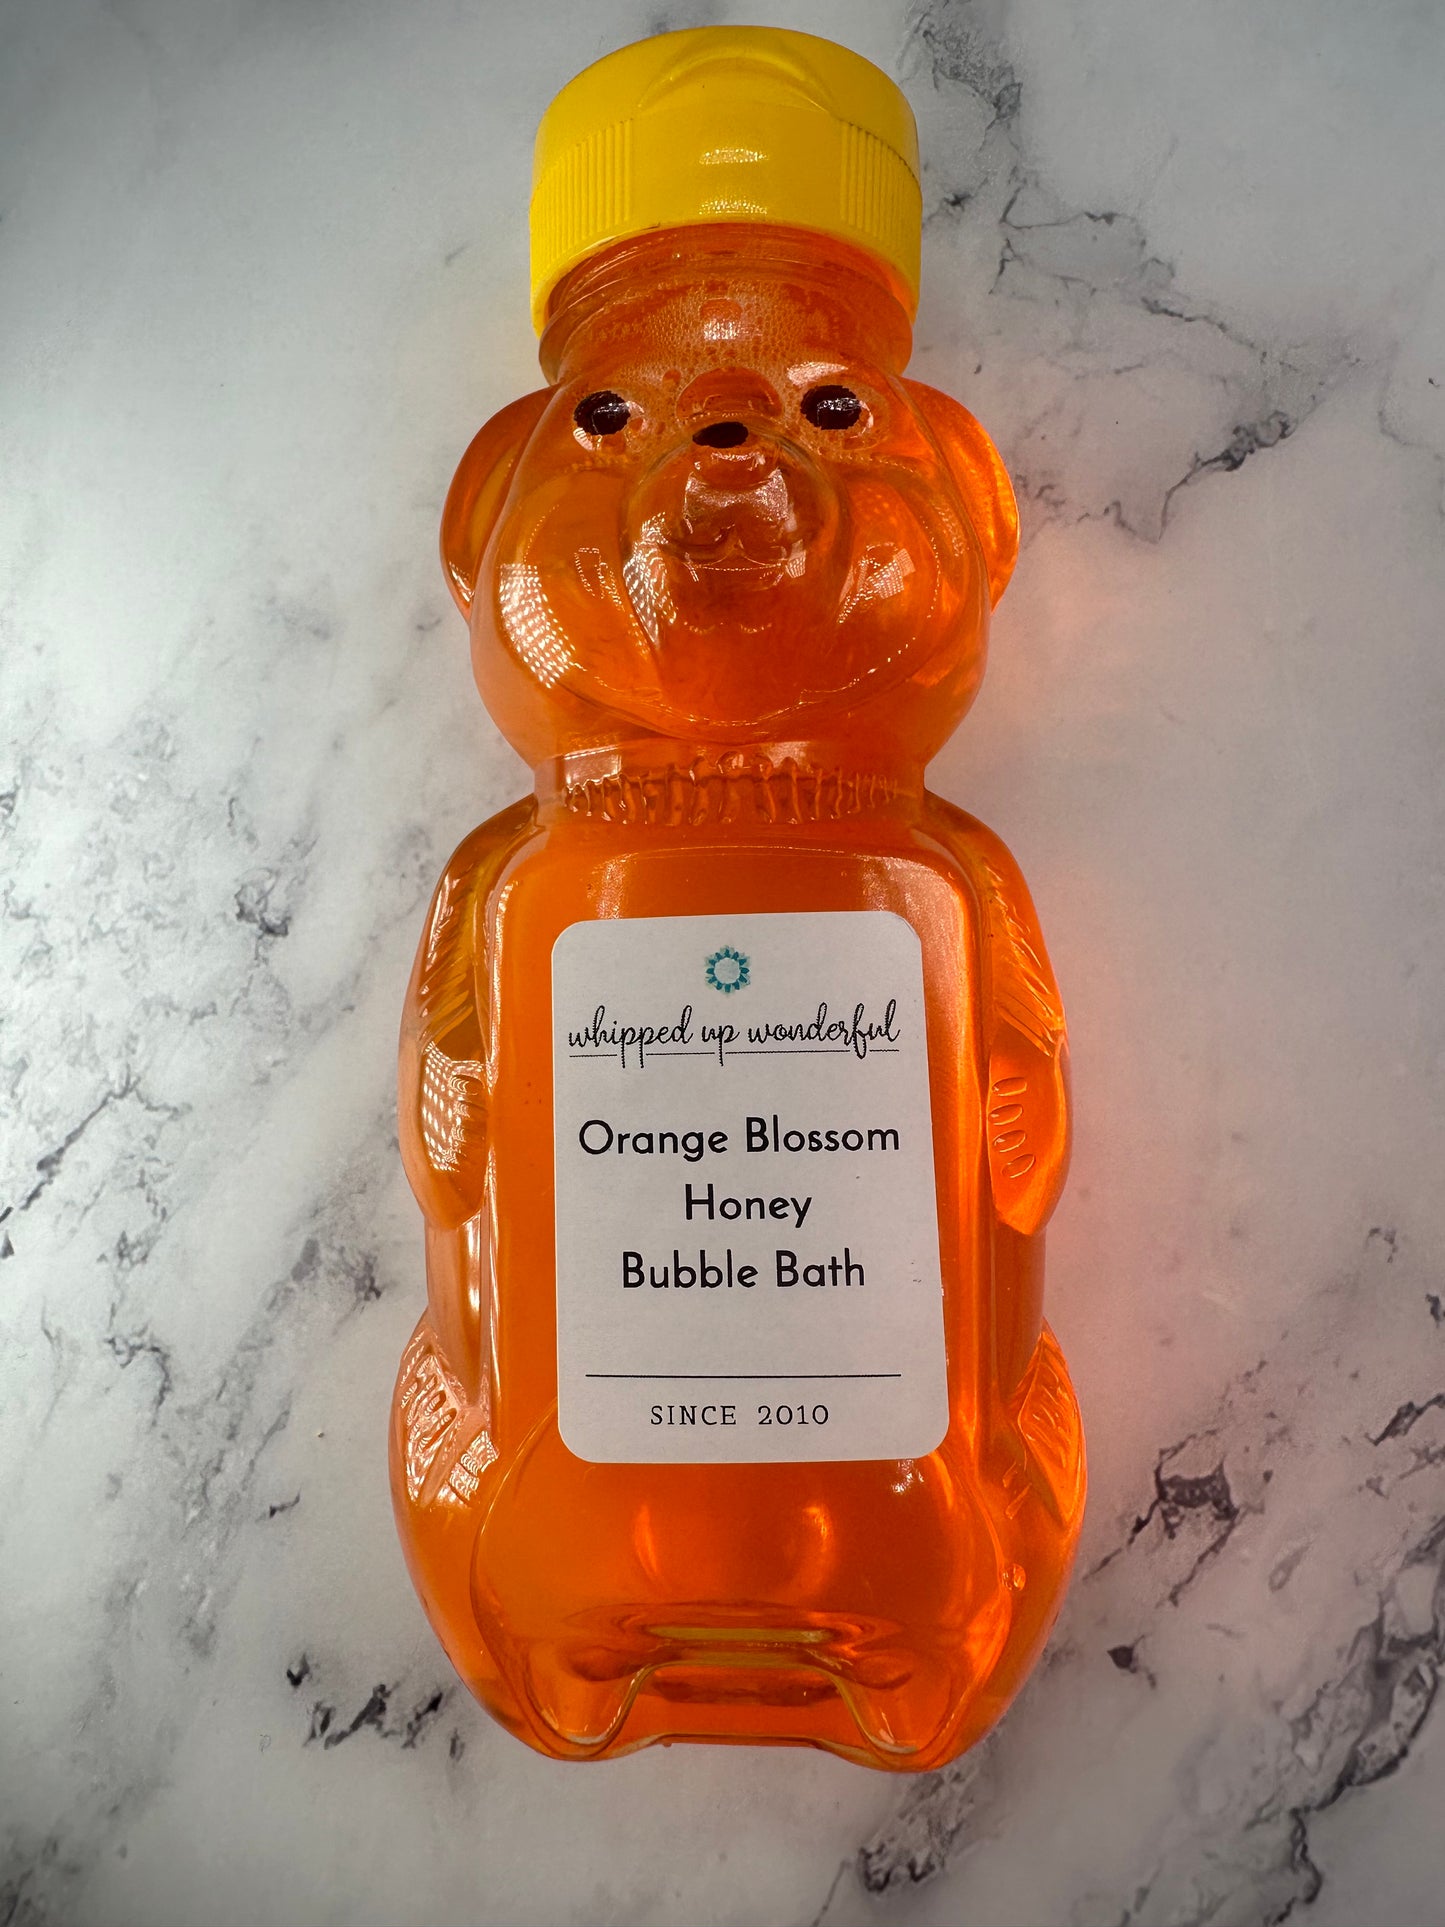 whipped up wonderful
Orange Blossom
Honey
Bubble Bath
SINCE 2010